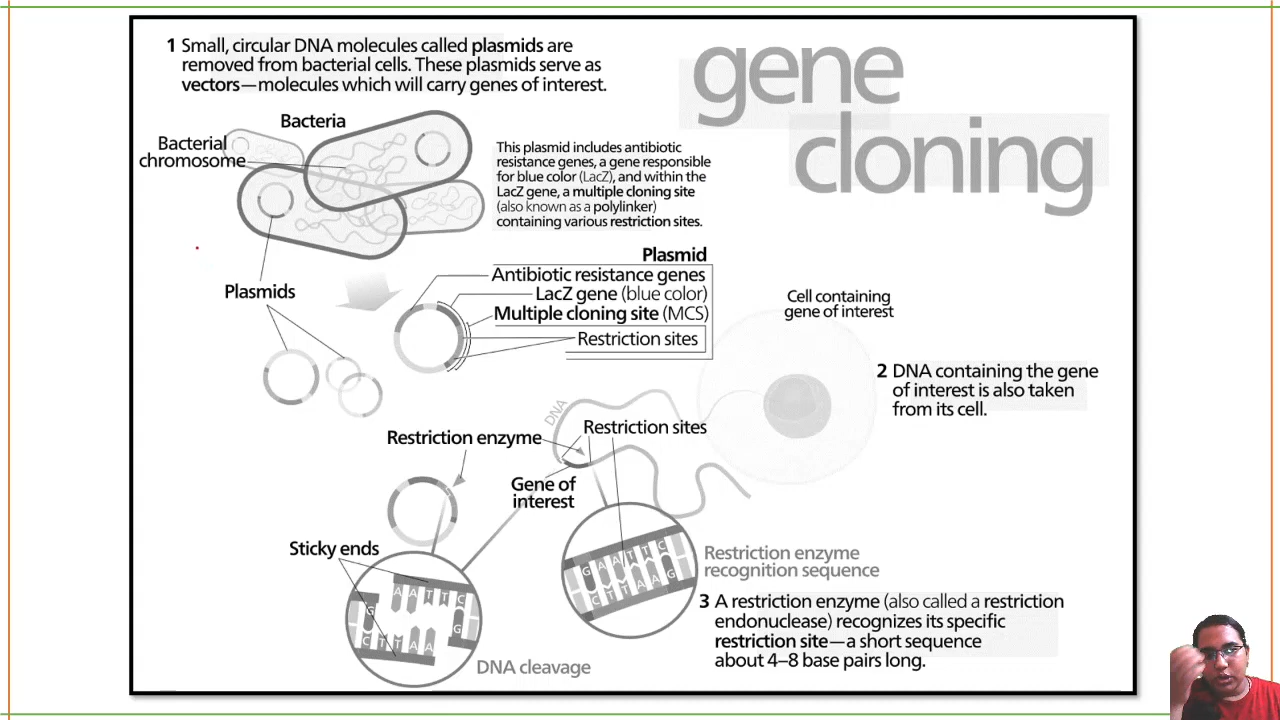 gene
cloning
1 Small, circular DNA molecules called plasmids are
removed from bacterial cells. These plasmids serve as
vectors—molecules which will carry genes of interest.
Bacteria
Bacterial
chromosome
This plasmid includes antibiotic
resistance genes, a gene responsible
for blue color (LacZ), and within the
LacZ gene, a multiple cloning site
(also known as a polylinker)
containing various restriction sites.
Plasmids
Plasmid
Antibiotic resistance genes
LacZ gene (blue color)
Multiple cloning site (MCS)
Restriction sites
Cell containing
gene of interest
2 DNA containing the gene
of interest is also taken
from its cell.
DNA
Restriction sites
Restriction enzyme
Gene of
interest
Sticky ends
G A A T T C
C T T A A G
Restriction enzyme
recognition sequence
A A T T C
G
G
C T T A A
DNA cleavage
3 A restriction enzyme (also called a restriction
endonuclease) recognizes its specific
restriction site—a short sequence
about 4–8 base pairs long.